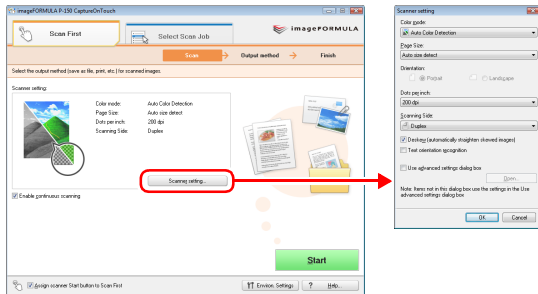 imageFORMULA P-150 CaptureOnTouch
Scan First
Select Scan Job
imageFORMULA
Scan
Output method
Finish
Select the output method (save as file, print, etc.) for scanned images.
Scanner setting:
Color mode: Auto Color Detection
Page Size: Auto size detect
Dots per inch: 200 dpi
Scanning Side: Duplex
Scanner setting...
Enable continuous scanning
Start
Assign scanner Start button to Scan First
Environ. Settings
? Help...
Scanner setting
Color mode:
Auto Color Detection
Page Size:
Auto size detect
Orientation:
Portrait
Landscape
Dots per inch:
200 dpi
Scanning Side:
Duplex
Deskew (automatically straighten skewed images)
Text orientation recognition
Use advanced settings dialog box
Open...
Note: Items not in this dialog box use the settings in the Use
advanced settings dialog box
OK
Cancel